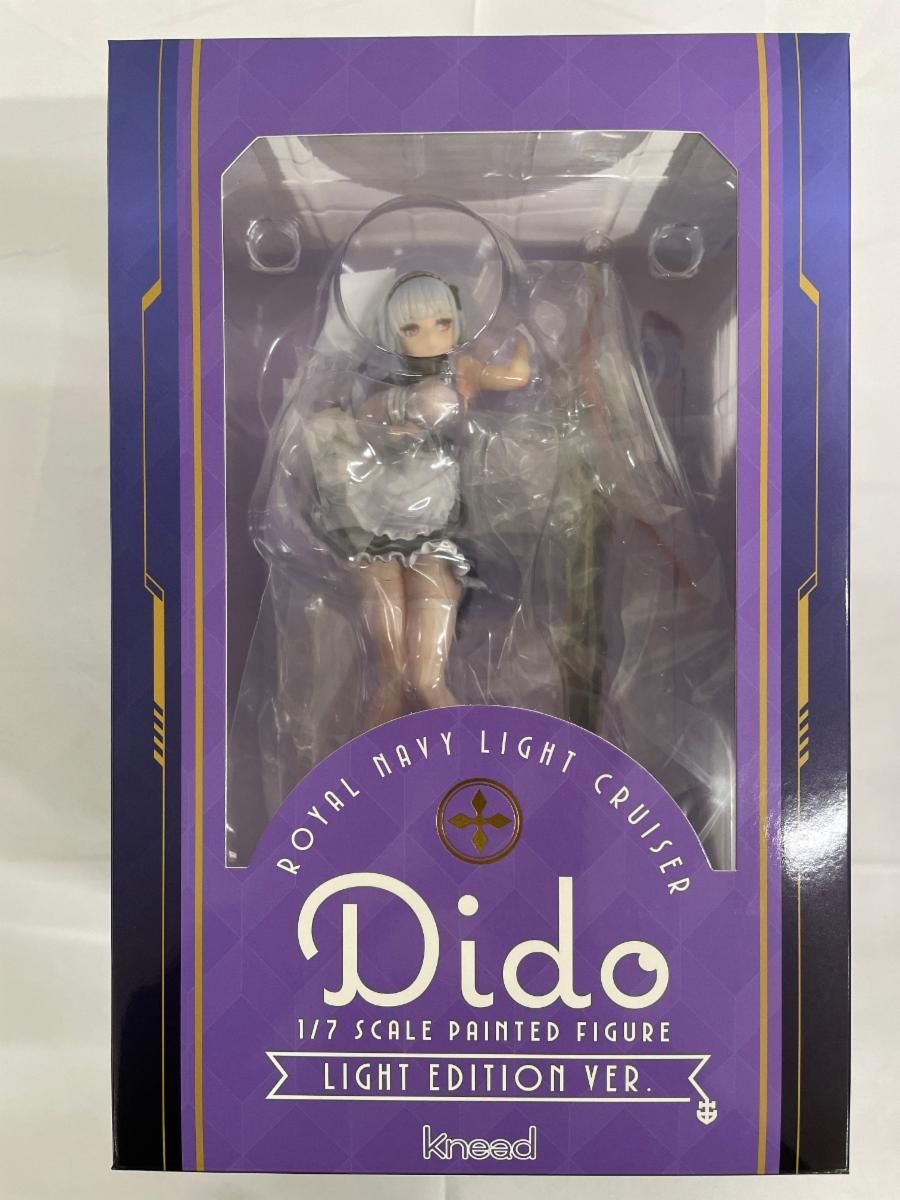 ROYAL NAVY LIGHT CRUISER
Dido
1/7 SCALE PAINTED FIGURE
LIGHT EDITION VER.
knead